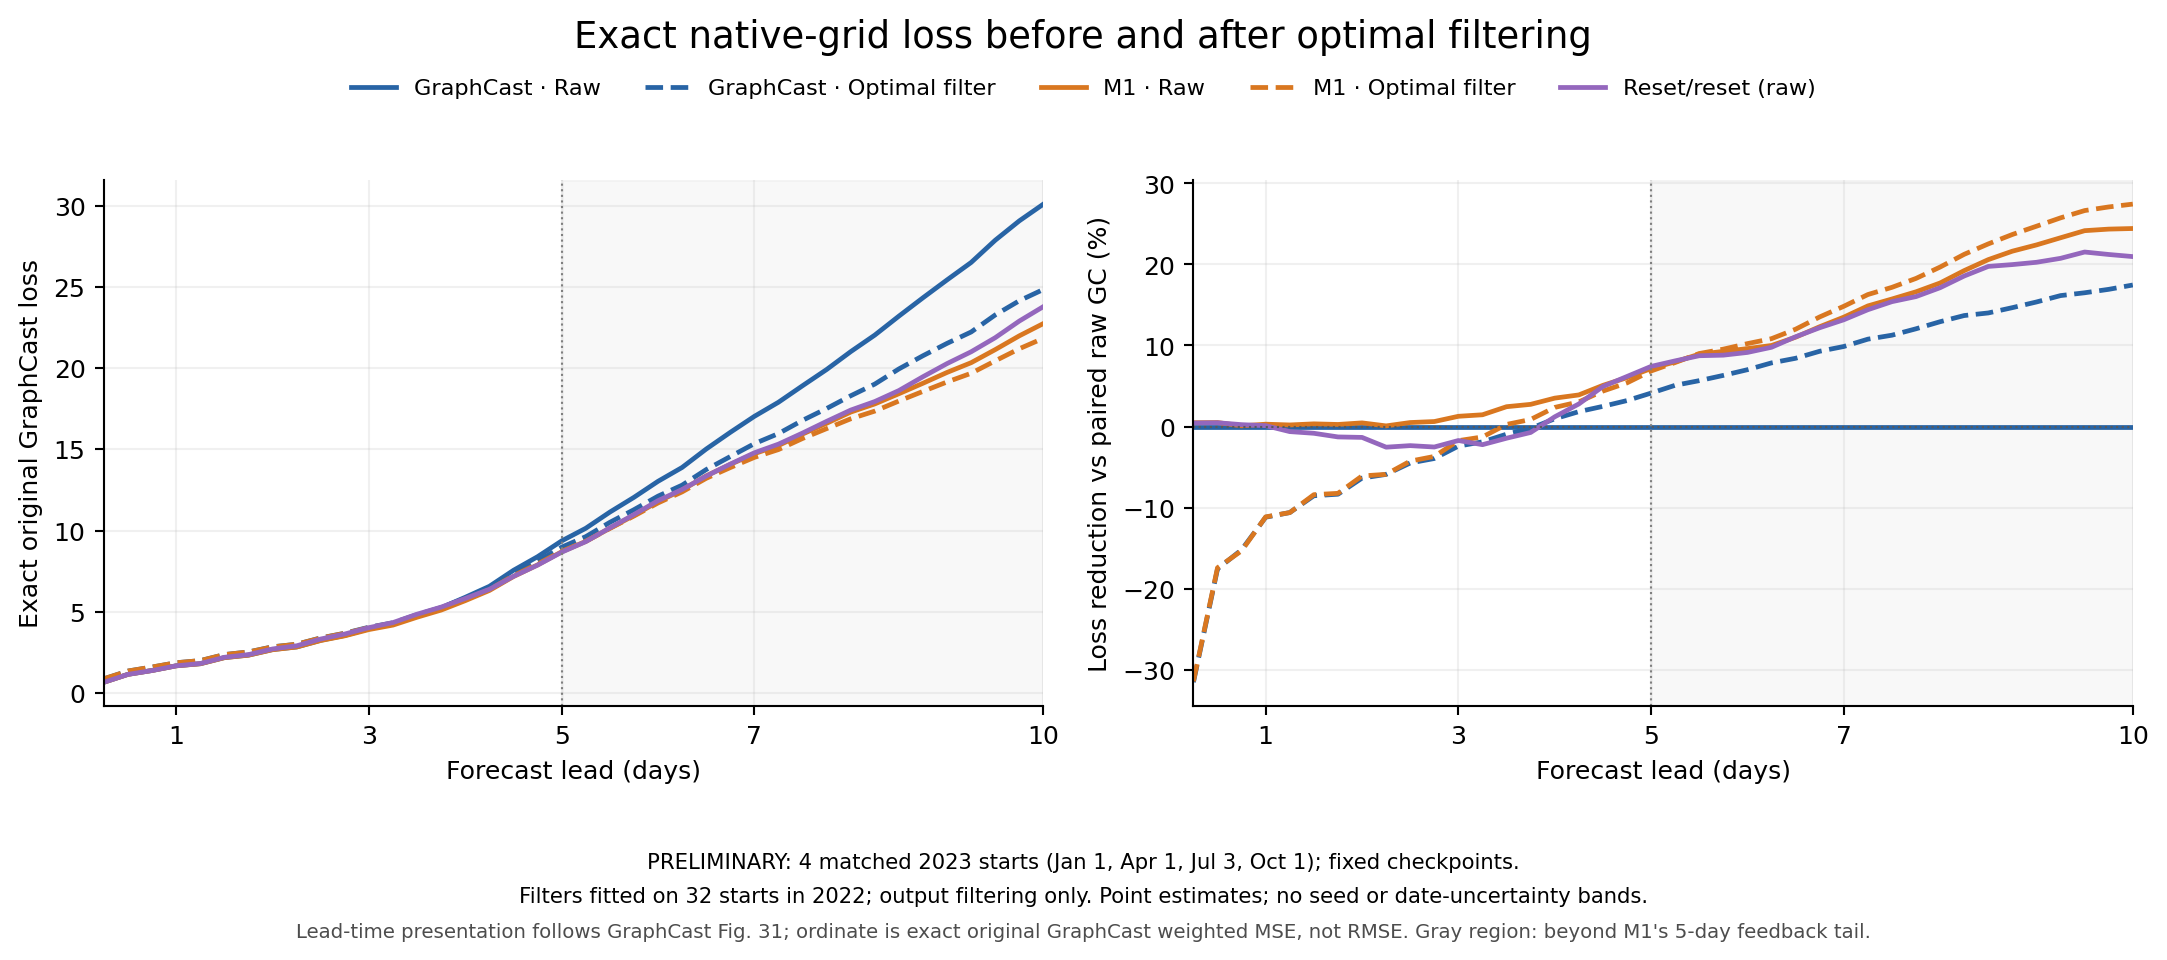 Exact native-grid loss before and after optimal filtering
GraphCast · Raw
GraphCast · Optimal filter
M1 · Raw
M1 · Optimal filter
Reset/reset (raw)
Exact original GraphCast loss
30
25
20
15
10
5
0
1
3
5
7
10
Forecast lead (days)
Loss reduction vs paired raw GC (%)
30
20
10
0
−10
−20
−30
1
3
5
7
10
Forecast lead (days)
PRELIMINARY: 4 matched 2023 starts (Jan 1, Apr 1, Jul 3, Oct 1); fixed checkpoints.
Filters fitted on 32 starts in 2022; output filtering only. Point estimates; no seed or date-uncertainty bands.
Lead-time presentation follows GraphCast Fig. 31; ordinate is exact original GraphCast weighted MSE, not RMSE. Gray region: beyond M1's 5-day feedback tail.